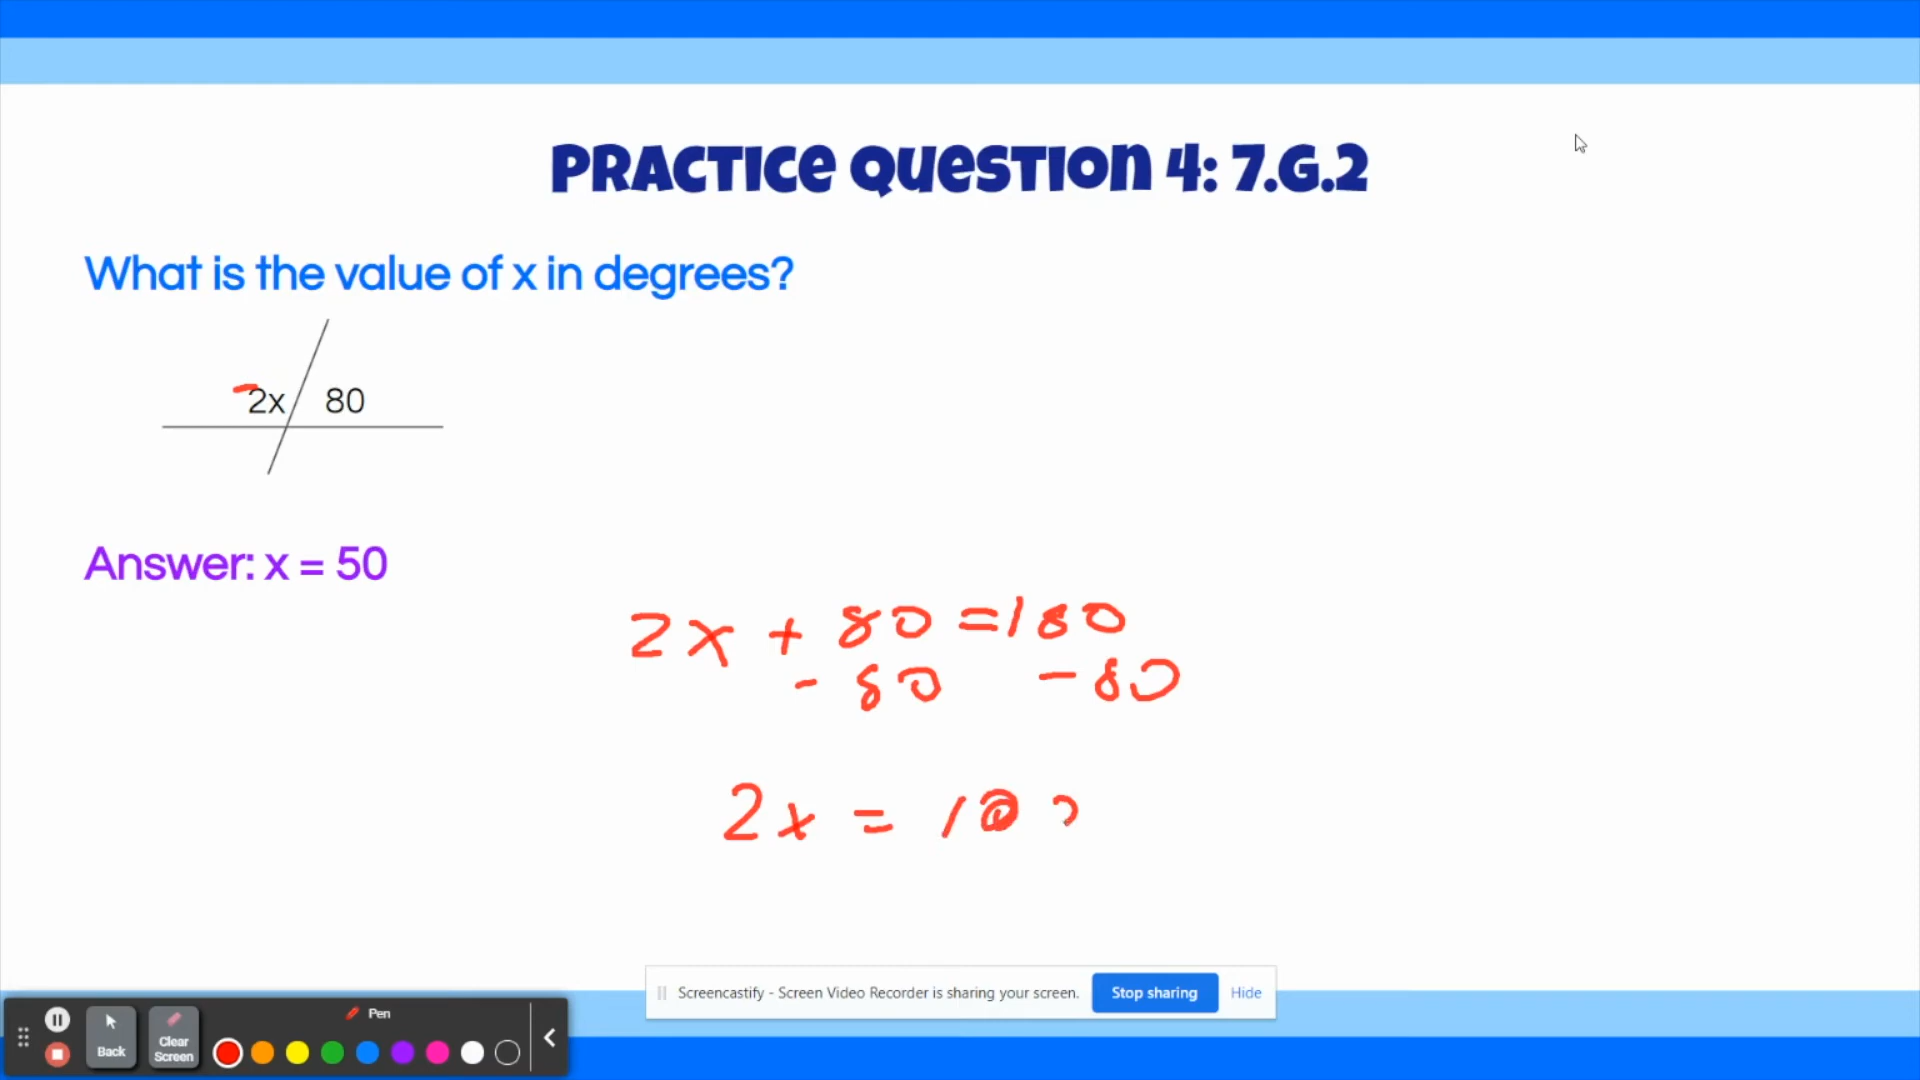 Practice Question 4: 7.G.2
What is the value of x in degrees?
2x 80
Answer: x = 50
2x + 80 = 180
- 80 - 80
2x = 100
Screencastify - Screen Video Recorder is sharing your screen. Stop sharing Hide
Pen
Back Clear Screen